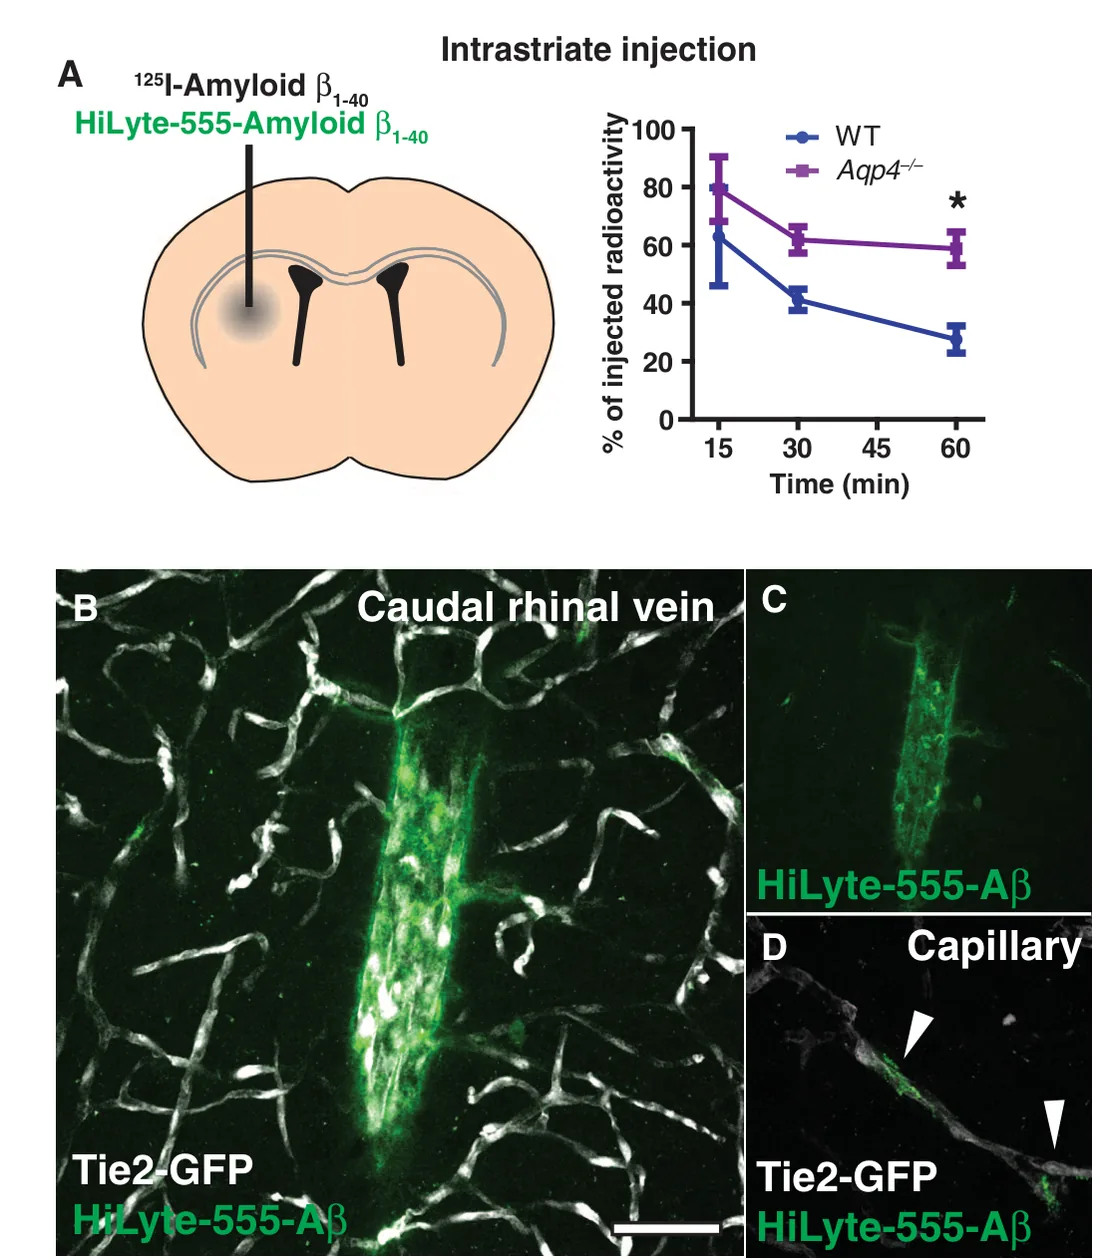 Intrastriate injection
A
¹²⁵I-Amyloid β₁₋₄₀
HiLyte-555-Amyloid β₁₋₄₀
% of injected radioactivity
100
80
60
40
20
0
WT
Aqp4⁻/⁻
*
15 30 45 60
Time (min)
B
Caudal rhinal vein
Tie2-GFP
HiLyte-555-Aβ
C
HiLyte-555-Aβ
D
Capillary
Tie2-GFP
HiLyte-555-Aβ